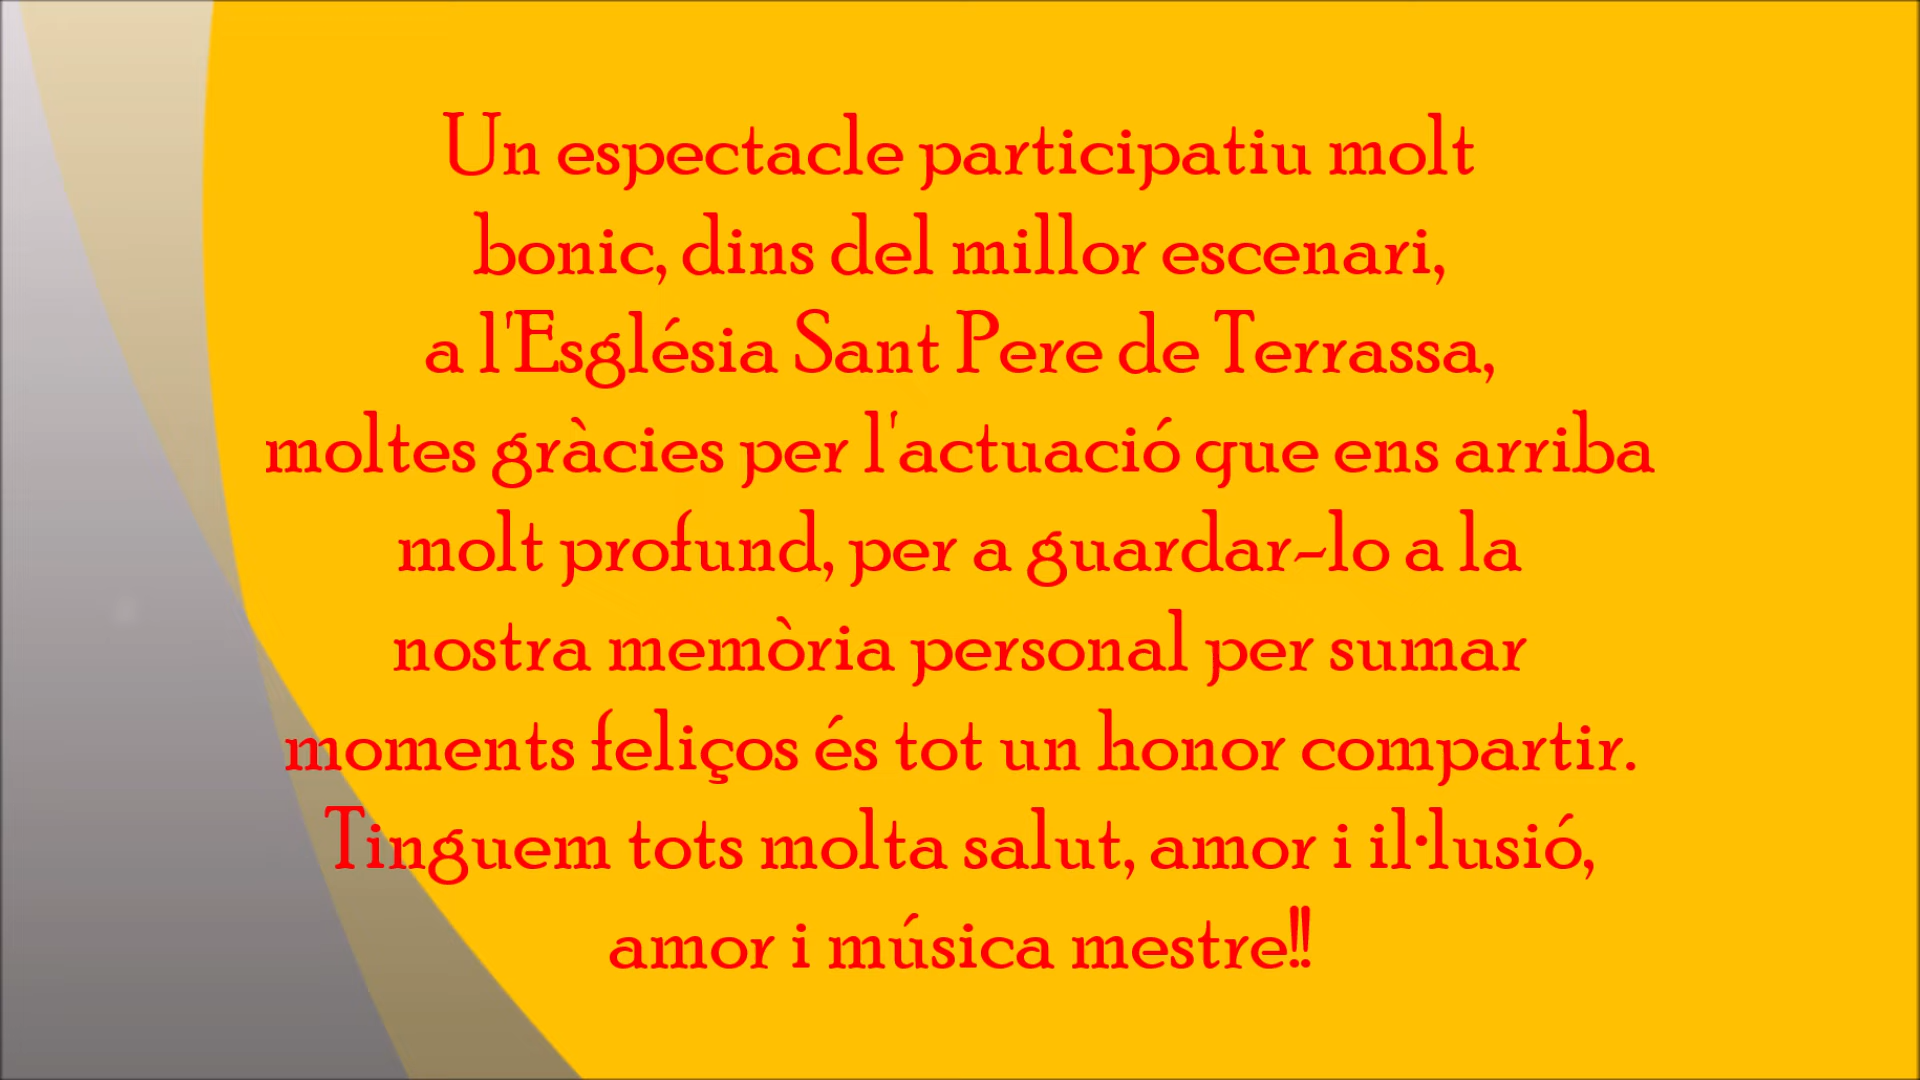 Un espectacle participatiu molt
bonic, dins del millor escenari,
a l'Església Sant Pere de Terrassa,
moltes gràcies per l'actuació que ens arriba
molt profund, per a guardar-lo a la
nostra memòria personal per sumar
moments feliços és tot un honor compartir.
Tinguem tots molta salut, amor i il·lusió,
amor i música mestre!!